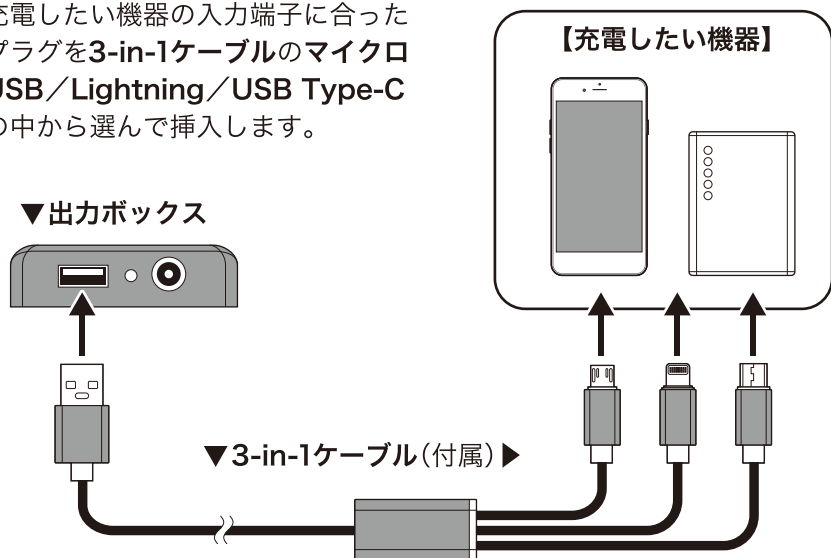 充電したい機器の入力端子に合った
プラグを3-in-1ケーブルのマイクロ
USB／Lightning／USB Type-C
の中から選んで挿入します。
【充電したい機器】
▼出力ボックス
▼3-in-1ケーブル（付属）▶